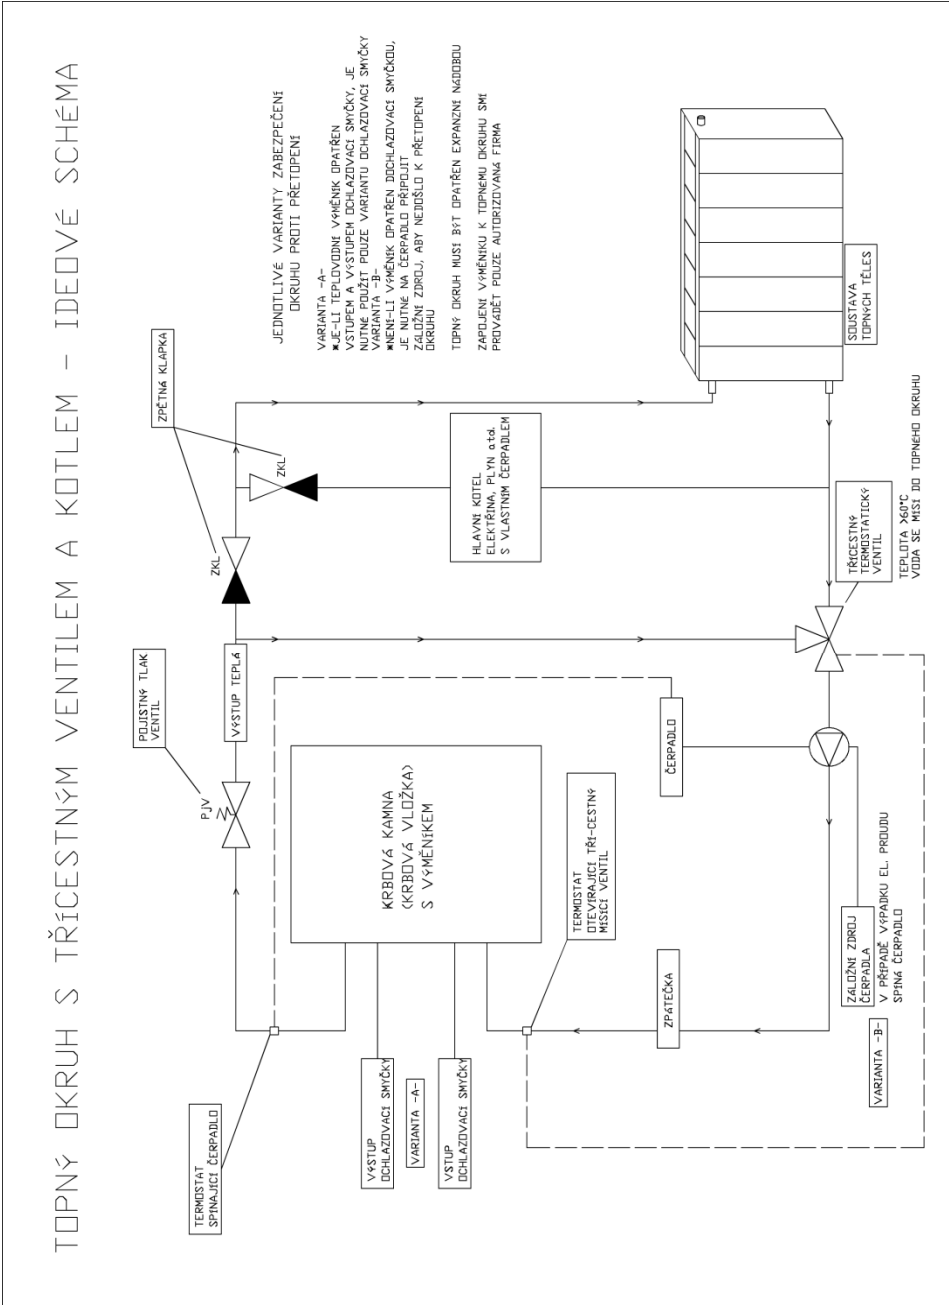 TOPNÝ OKRUH S TŘÍCESTNÝM VENTILEM A KOTLEM - IDEOVÉ SCHÉMA
JEDNOTLIVÉ VARIANTY ZABEZPEČENÍ
OKRUHU PROTI PŘETOPENÍ
VARIANTA -A-
*JE-LI TEPLOVODNÍ VÝMĚNÍK OPATŘEN
VSTUPEM A VÝSTUPEM OCHLAZOVACÍ SMYČKY, JE
NUTNÉ POUŽÍT POUZE VARIANTU OCHLAZOVACÍ SMYČKY
VARIANTA -B-
*NENÍ-LI VÝMĚNÍK OPATŘEN DOCHLAZOVACÍ SMYČKOU,
JE NUTNÉ NA ČERPADLO PŘIPOJIT
ZÁLOŽNÍ ZDROJ, ABY NEDOŠLO K PŘETOPENÍ
OKRUHU
TOPNÝ OKRUH MUSÍ BÝT OPATŘEN EXPANZNÍ NÁDOBOU
ZAPOJENÍ VÝMĚNÍKU K TOPNÉMU OKRUHU SMÍ
PROVÁDĚT POUZE AUTORIZOVANÁ FIRMA
ZPĚTNÁ KLAPKA
ZKL
ZKL
POJISTNÝ TLAK
VENTIL
PJV
VÝSTUP TEPLÁ
TERMOSTAT
SPÍNAJÍCÍ ČERPADLO
KRBOVÁ KAMNA
(KRBOVÁ VLOŽKA)
S VÝMĚNÍKEM
HLAVNÍ KOTEL
ELEKTŘINA, PLYN atd.
S VLASTNÍM ČERPADLEM
SOUSTAVA
TOPNÝCH TĚLES
VÝSTUP
OCHLAZOVACÍ SMYČKY
VARIANTA -A-
VSTUP
OCHLAZOVACÍ SMYČKY
TERMOSTAT
OTEVÍRAJÍCÍ TŘÍ-CESTNÝ
MÍSÍCÍ VENTIL
ČERPADLO
ZPÁTEČKA
TŘÍCESTNÝ
TERMOSTATICKÝ
VENTIL
TEPLOTA >60°C
VODA SE MÍSÍ DO TOPNÉHO OKRUHU
ZÁLOŽNÍ ZDROJ
ČERPADLA
V PŘÍPADĚ VÝPADKU EL. PROUDU
SPÍNÁ ČERPADLO
VARIANTA -B-